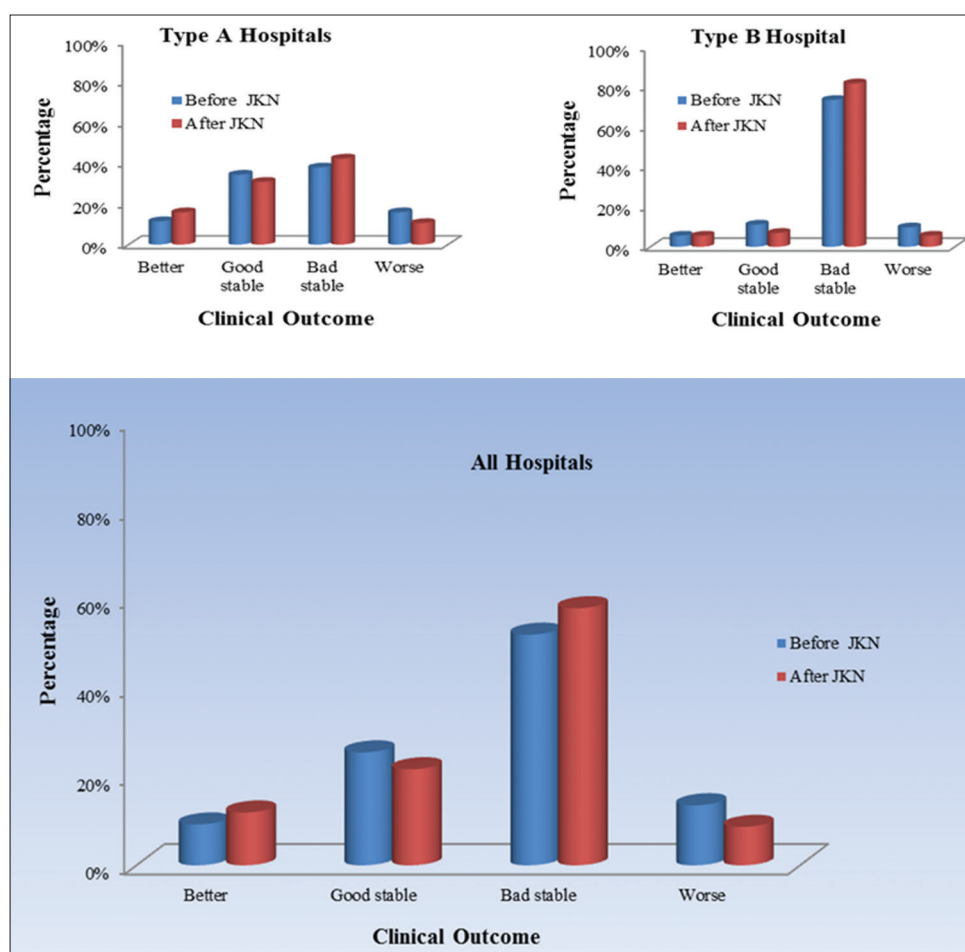 Type A Hospitals
Percentage
100%
80%
60%
40%
20%
0%
Before JKN
After JKN
Better
Good
stable
Bad
stable
Worse
Clinical Outcome
Type B Hospital
Percentage
100%
80%
60%
40%
20%
0%
Before JKN
After JKN
Better
Good
stable
Bad
stable
Worse
Clinical Outcome
All Hospitals
Percentage
100%
80%
60%
40%
20%
0%
Before JKN
After JKN
Better
Good stable
Bad stable
Worse
Clinical Outcome